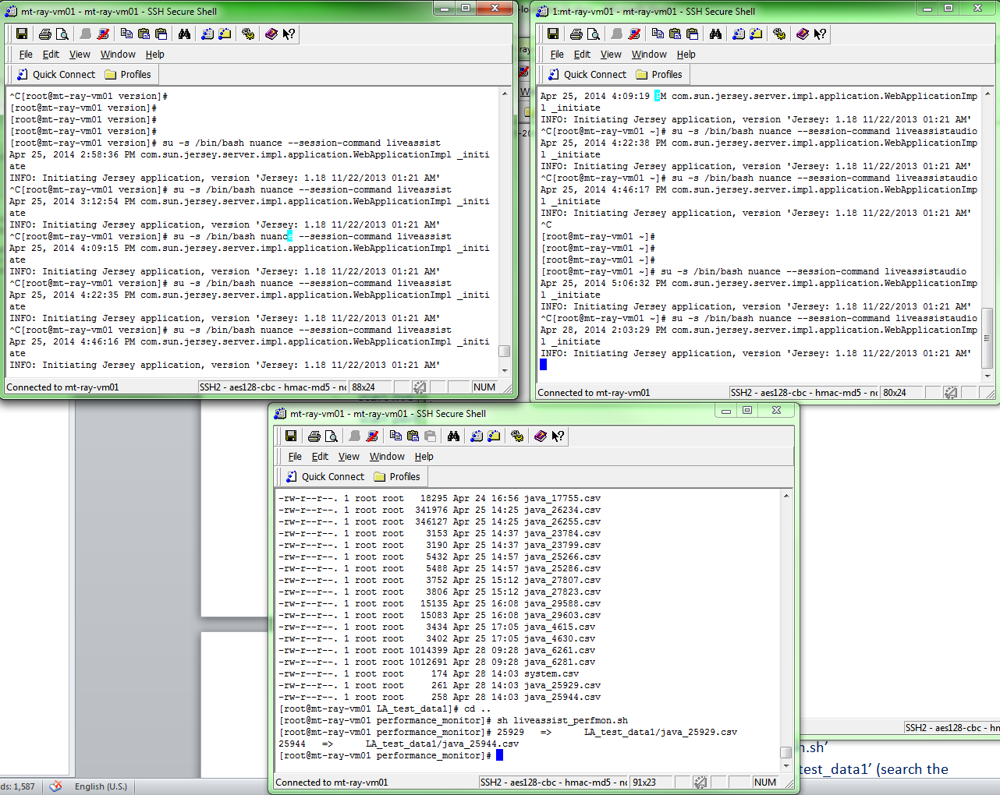 mt-ray-vm01 - mt-ray-vm01 - SSH Secure Shell
File Edit View Window Help
Quick Connect Profiles
^C[root@mt-ray-vm01 version]#
[root@mt-ray-vm01 version]#
[root@mt-ray-vm01 version]#
[root@mt-ray-vm01 version]#
[root@mt-ray-vm01 version]# su -s /bin/bash nuance --session-command liveassist
Apr 25, 2014 2:58:36 PM com.sun.jersey.server.impl.application.WebApplicationImpl _initi
ate
INFO: Initiating Jersey application, version 'Jersey: 1.18 11/22/2013 01:21 AM'
^C[root@mt-ray-vm01 version]# su -s /bin/bash nuance --session-command liveassist
Apr 25, 2014 3:12:54 PM com.sun.jersey.server.impl.application.WebApplicationImpl _initi
ate
INFO: Initiating Jersey application, version 'Jersey: 1.18 11/22/2013 01:21 AM'
^C[root@mt-ray-vm01 version]# su -s /bin/bash nuance --session-command liveassist
Apr 25, 2014 4:09:15 PM com.sun.jersey.server.impl.application.WebApplicationImpl _initi
ate
INFO: Initiating Jersey application, version 'Jersey: 1.18 11/22/2013 01:21 AM'
^C[root@mt-ray-vm01 version]# su -s /bin/bash nuance --session-command liveassist
Apr 25, 2014 4:22:35 PM com.sun.jersey.server.impl.application.WebApplicationImpl _initi
ate
INFO: Initiating Jersey application, version 'Jersey: 1.18 11/22/2013 01:21 AM'
^C[root@mt-ray-vm01 version]# su -s /bin/bash nuance --session-command liveassist
Apr 25, 2014 4:46:16 PM com.sun.jersey.server.impl.application.WebApplicationImpl _initi
ate
INFO: Initiating Jersey application, version 'Jersey: 1.18 11/22/2013 01:21 AM'
Connected to mt-ray-vm01 SSH2 - aes128-cbc - hmac-md5 - nc 88x24 NUM
1:mt-ray-vm01 - mt-ray-vm01 - SSH Secure Shell
File Edit View Window Help
Quick Connect Profiles
Apr 25, 2014 4:09:19 PM com.sun.jersey.server.impl.application.WebApplicationImp
l _initiate
INFO: Initiating Jersey application, version 'Jersey: 1.18 11/22/2013 01:21 AM'
^C[root@mt-ray-vm01 ~]# su -s /bin/bash nuance --session-command liveassistaudio
Apr 25, 2014 4:22:38 PM com.sun.jersey.server.impl.application.WebApplicationImp
l _initiate
INFO: Initiating Jersey application, version 'Jersey: 1.18 11/22/2013 01:21 AM'
^C[root@mt-ray-vm01 ~]# su -s /bin/bash nuance --session-command liveassistaudio
Apr 25, 2014 4:46:17 PM com.sun.jersey.server.impl.application.WebApplicationImp
l _initiate
INFO: Initiating Jersey application, version 'Jersey: 1.18 11/22/2013 01:21 AM'
^C
[root@mt-ray-vm01 ~]#
[root@mt-ray-vm01 ~]#
[root@mt-ray-vm01 ~]#
[root@mt-ray-vm01 ~]# su -s /bin/bash nuance --session-command liveassistaudio
Apr 25, 2014 5:06:32 PM com.sun.jersey.server.impl.application.WebApplicationImp
l _initiate
INFO: Initiating Jersey application, version 'Jersey: 1.18 11/22/2013 01:21 AM'
^C[root@mt-ray-vm01 ~]# su -s /bin/bash nuance --session-command liveassistaudio
Apr 28, 2014 2:03:29 PM com.sun.jersey.server.impl.application.WebApplicationImp
l _initiate
INFO: Initiating Jersey application, version 'Jersey: 1.18 11/22/2013 01:21 AM'
Connected to mt-ray-vm01 SSH2 - aes128-cbc - hmac-md5 - nc 80x24
mt-ray-vm01 - mt-ray-vm01 - SSH Secure Shell
File Edit View Window Help
Quick Connect Profiles
-rw-r--r--. 1 root root 18295 Apr 24 16:56 java_17755.csv
-rw-r--r--. 1 root root 341976 Apr 25 14:25 java_26234.csv
-rw-r--r--. 1 root root 346127 Apr 25 14:25 java_26255.csv
-rw-r--r--. 1 root root 3153 Apr 25 14:37 java_23784.csv
-rw-r--r--. 1 root root 3190 Apr 25 14:37 java_23799.csv
-rw-r--r--. 1 root root 5432 Apr 25 14:57 java_25266.csv
-rw-r--r--. 1 root root 5488 Apr 25 14:57 java_25286.csv
-rw-r--r--. 1 root root 3752 Apr 25 15:12 java_27807.csv
-rw-r--r--. 1 root root 3806 Apr 25 15:12 java_27823.csv
-rw-r--r--. 1 root root 15135 Apr 25 16:08 java_29588.csv
-rw-r--r--. 1 root root 15083 Apr 25 16:08 java_29603.csv
-rw-r--r--. 1 root root 3434 Apr 25 17:05 java_4615.csv
-rw-r--r--. 1 root root 3402 Apr 25 17:05 java_4630.csv
-rw-r--r--. 1 root root 1014399 Apr 28 09:28 java_6261.csv
-rw-r--r--. 1 root root 1012691 Apr 28 09:28 java_6281.csv
-rw-r--r--. 1 root root 174 Apr 28 14:03 system.csv
-rw-r--r--. 1 root root 261 Apr 28 14:03 java_25929.csv
-rw-r--r--. 1 root root 258 Apr 28 14:03 java_25944.csv
[root@mt-ray-vm01 LA_test_data1]# cd ..
[root@mt-ray-vm01 performance_monitor]# sh liveassist_perfmon.sh
[root@mt-ray-vm01 performance_monitor]# 25929 => LA_test_data1/java_25929.csv
25944 => LA_test_data1/java_25944.csv
[root@mt-ray-vm01 performance_monitor]#
Connected to mt-ray-vm01 SSH2 - aes128-cbc - hmac-md5 - nc 91x23 NUM
SSH2 - aes128-cbc - hn
n.sh’
test_data1’ (search the
ds: 1,587 English (U.S.)